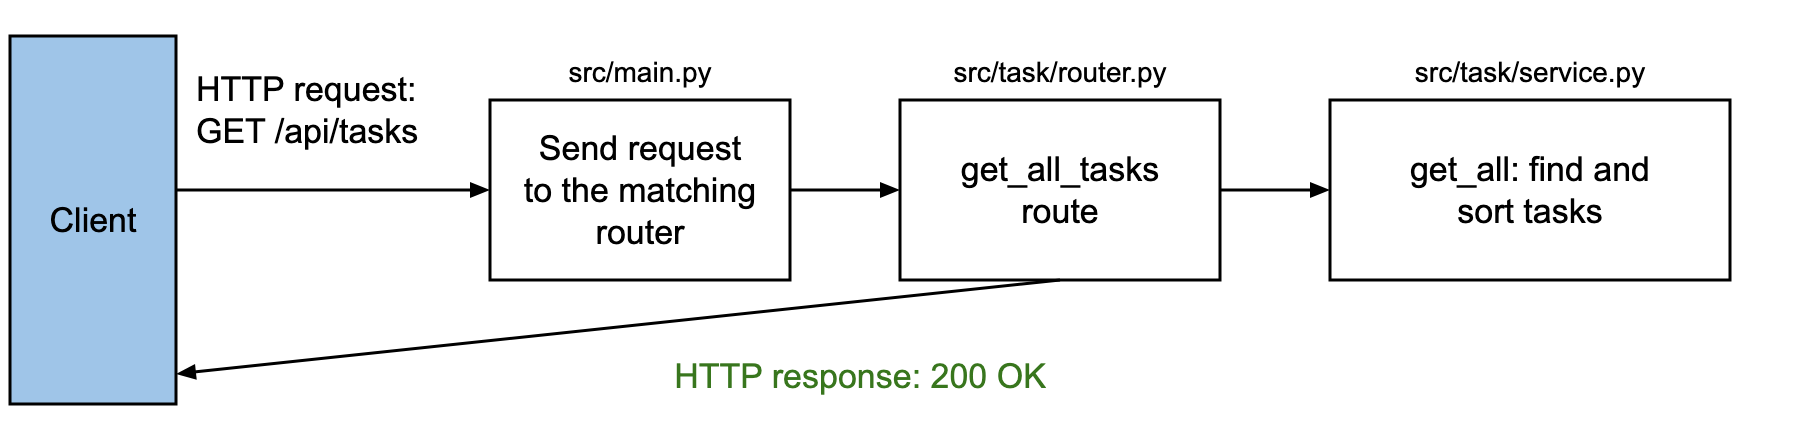 HTTP request:
GET /api/tasks
Client
src/main.py
Send request
to the matching
router
src/task/router.py
get_all_tasks
route
src/task/service.py
get_all: find and
sort tasks
HTTP response: 200 OK